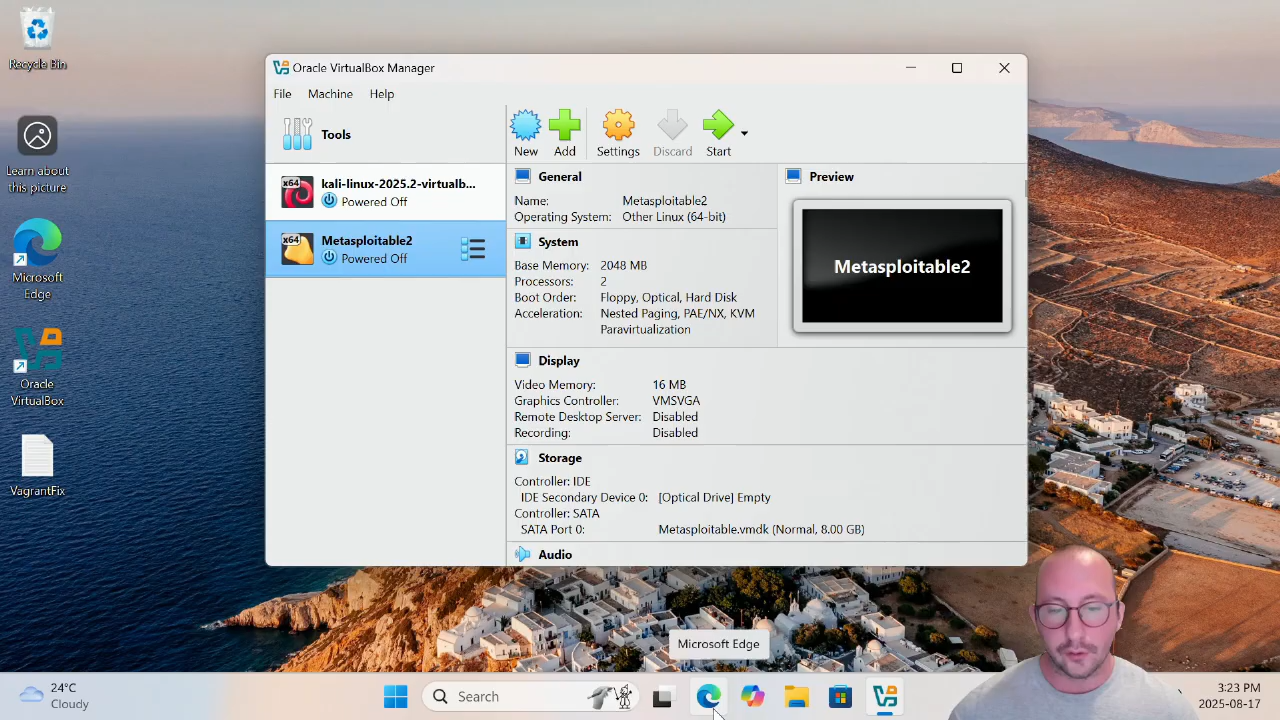 Recycle Bin
Learn about
this picture
Microsoft
Edge
Oracle
VirtualBox
VagrantFix
Oracle VirtualBox Manager
File Machine Help
Tools
New Add Settings Discard Start
x64
kali-linux-2025.2-virtualb...
Powered Off
x64
Metasploitable2
Powered Off
General
Name: Metasploitable2
Operating System: Other Linux (64-bit)
System
Base Memory: 2048 MB
Processors: 2
Boot Order: Floppy, Optical, Hard Disk
Acceleration: Nested Paging, PAE/NX, KVM
Paravirtualization
Preview
Metasploitable2
Display
Video Memory: 16 MB
Graphics Controller: VMSVGA
Remote Desktop Server: Disabled
Recording: Disabled
Storage
Controller: IDE
IDE Secondary Device 0: [Optical Drive] Empty
Controller: SATA
SATA Port 0: Metasploitable.vmdk (Normal, 8.00 GB)
Audio
Microsoft Edge
24°C
Cloudy
Search
3:23 PM
2025-08-17